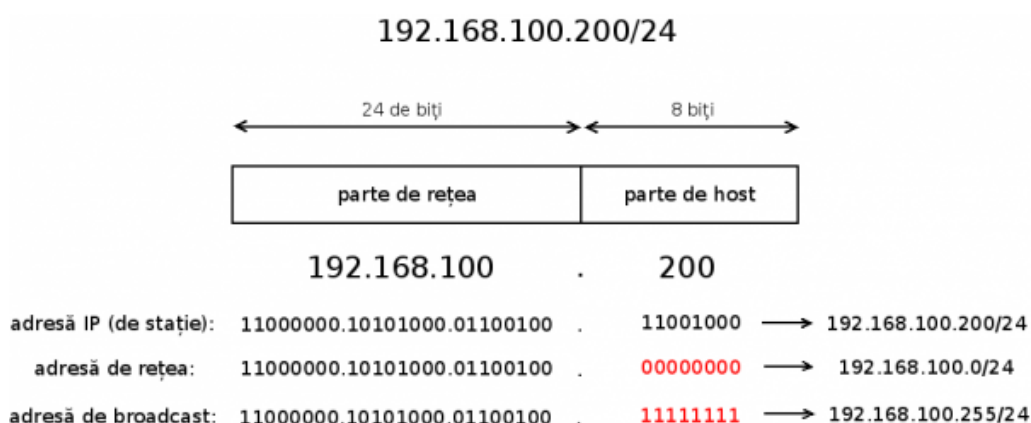 192.168.100.200/24
24 de biți 8 biți
parte de rețea parte de host
192.168.100 . 200
adresă IP (de stație): 11000000.10101000.01100100 . 11001000 → 192.168.100.200/24
adresă de rețea: 11000000.10101000.01100100 . 00000000 → 192.168.100.0/24
adresă de broadcast: 11000000.10101000.01100100 . 11111111 → 192.168.100.255/24